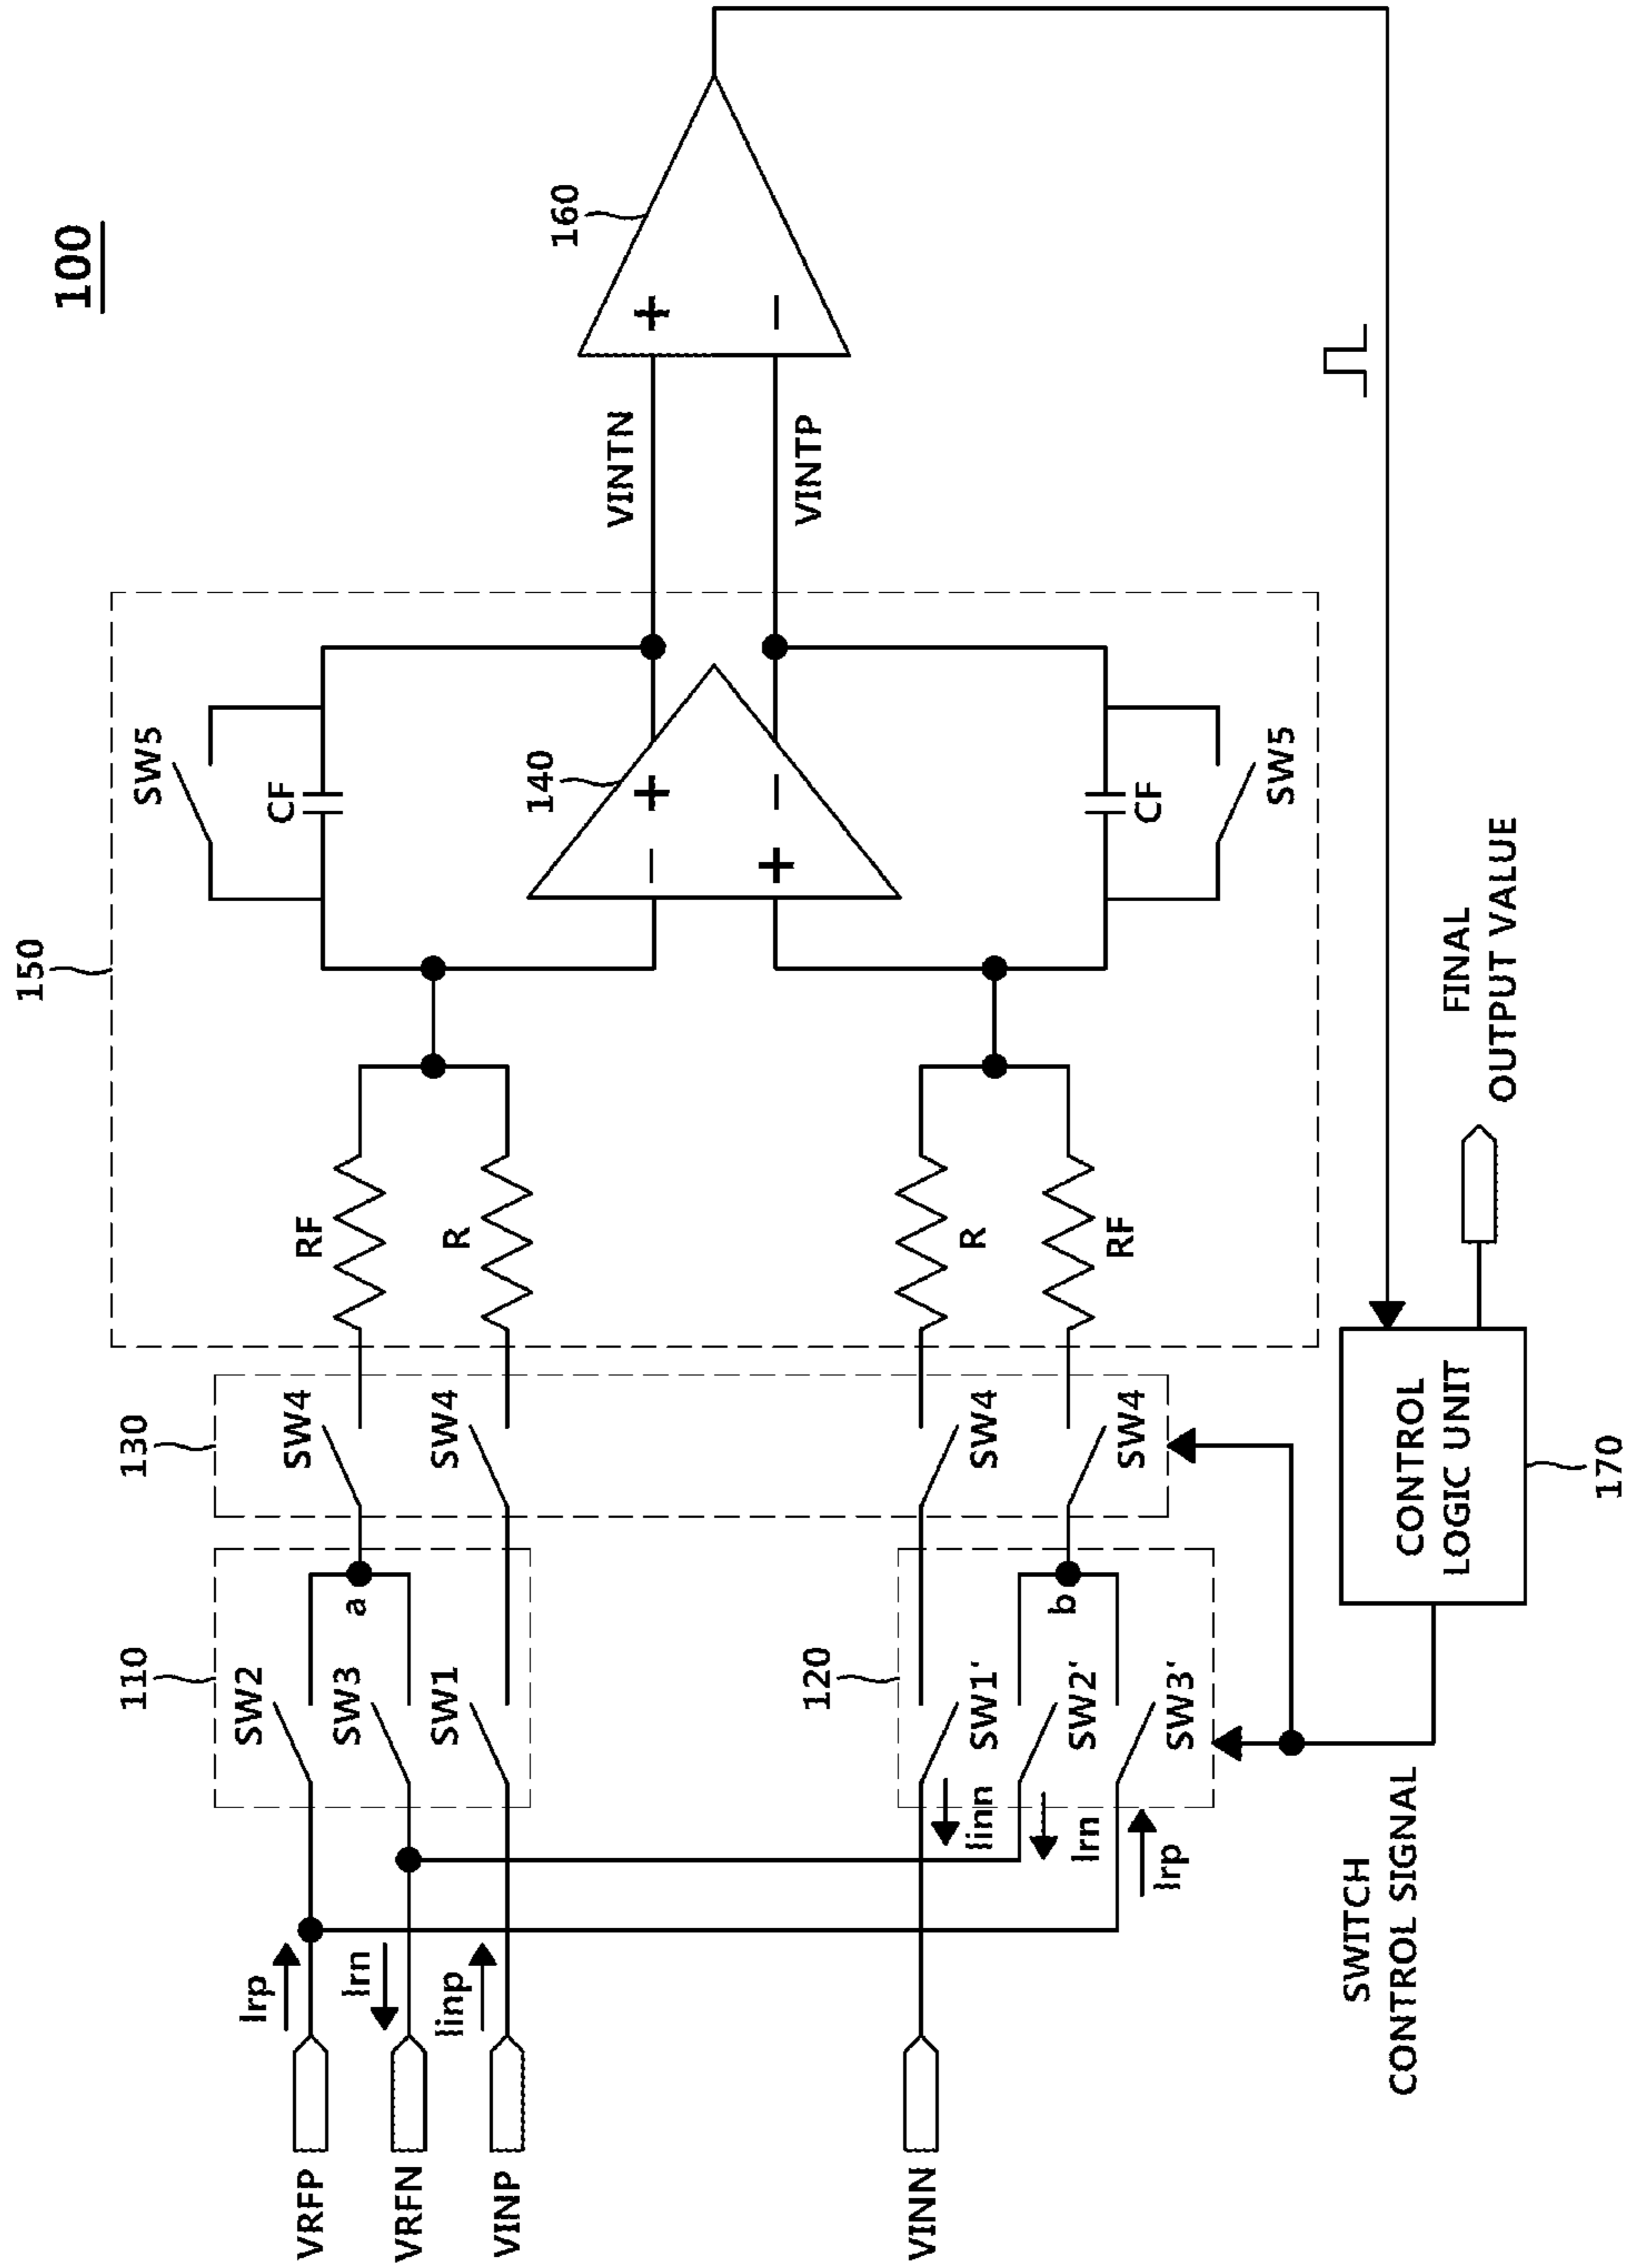 100
150
SW5
CF
110
130
160
SW2
SW4
RF
140
VRFP
Irp
a
VINTN
SW3
+
+
VRFN
Irn
SW4
R
−
SW1
VINP
Iinp
+
−
−
VINTP
120
SW1'
SW4
R
VINN
Iinn
b
SW2'
SW4
RF
CF
Irn
SW3'
SW5
Irp
SWITCH
CONTROL SIGNAL
CONTROL
LOGIC UNIT
170
FINAL
OUTPUT VALUE